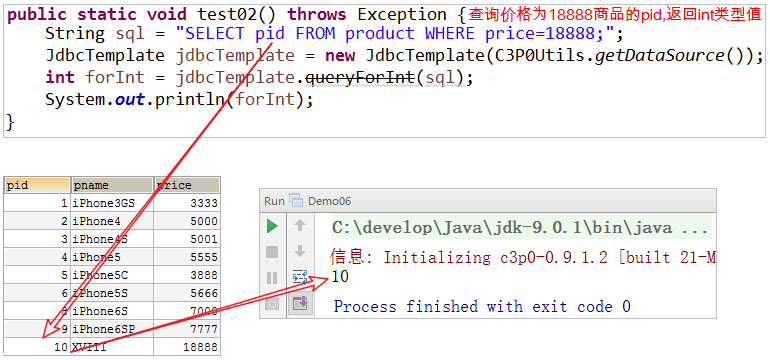 public static void test02() throws Exception {查询价格为18888商品的pid,返回int类型值
String sql = "SELECT pid FROM product WHERE price=18888;";
JdbcTemplate jdbcTemplate = new JdbcTemplate(C3P0Utils.getDataSource());
int forInt = jdbcTemplate.queryForInt(sql);
System.out.println(forInt);
}
pid pname price
1 iPhone3GS 3333
2 iPhone4 5000
3 iPhone4S 5001
4 iPhone5 5555
5 iPhone5C 3888
6 iPhone5S 5666
8 iPhone6S 7000
9 iPhone6SP 7777
10 XVIII 18888
Run Demo06
C:\develop\Java\jdk-9.0.1\bin\java ...
信息: Initializing c3p0-0.9.1.2 [built 21-M
10
Process finished with exit code 0